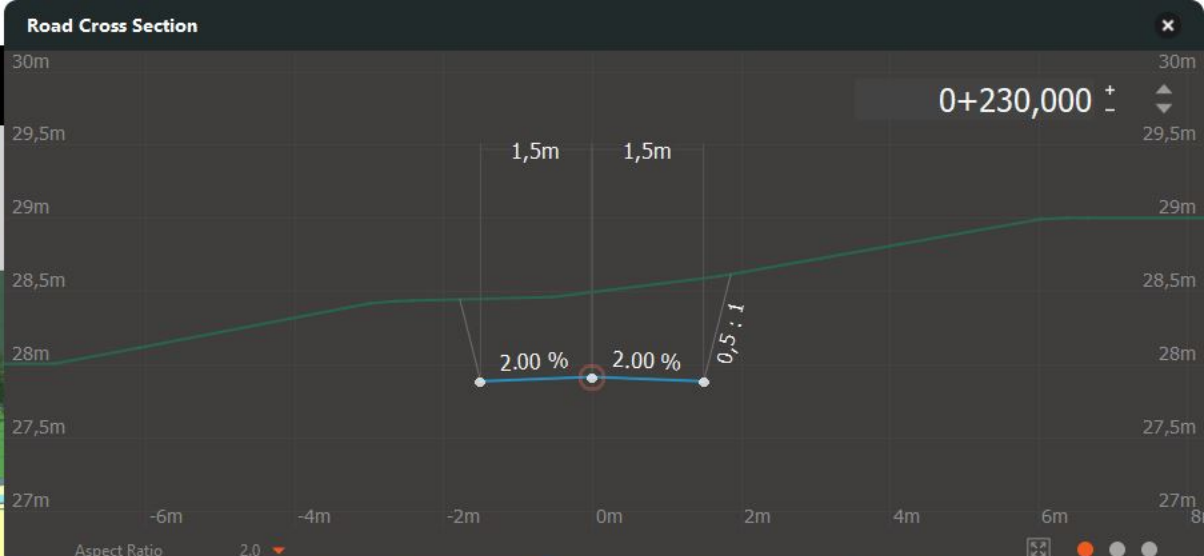 Road Cross Section
30m 30m
0+230,000 + -
29,5m 29,5m
1,5m 1,5m
29m 29m
28,5m 28,5m
0,5 : 1
28m 2.00 % 2.00 % 28m
27,5m 27,5m
27m 27m
-6m -4m -2m 0m 2m 4m 6m 8
Aspect Ratio 2.0